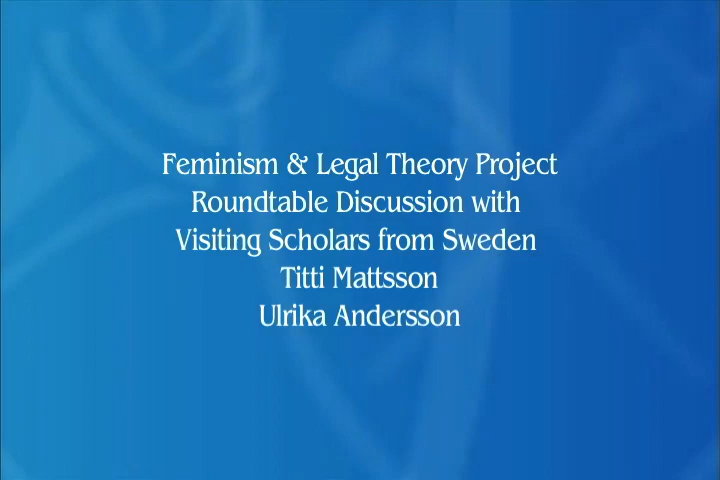 Feminism & Legal Theory Project
Roundtable Discussion with
Visiting Scholars from Sweden
Titti Mattsson
Ulrika Andersson